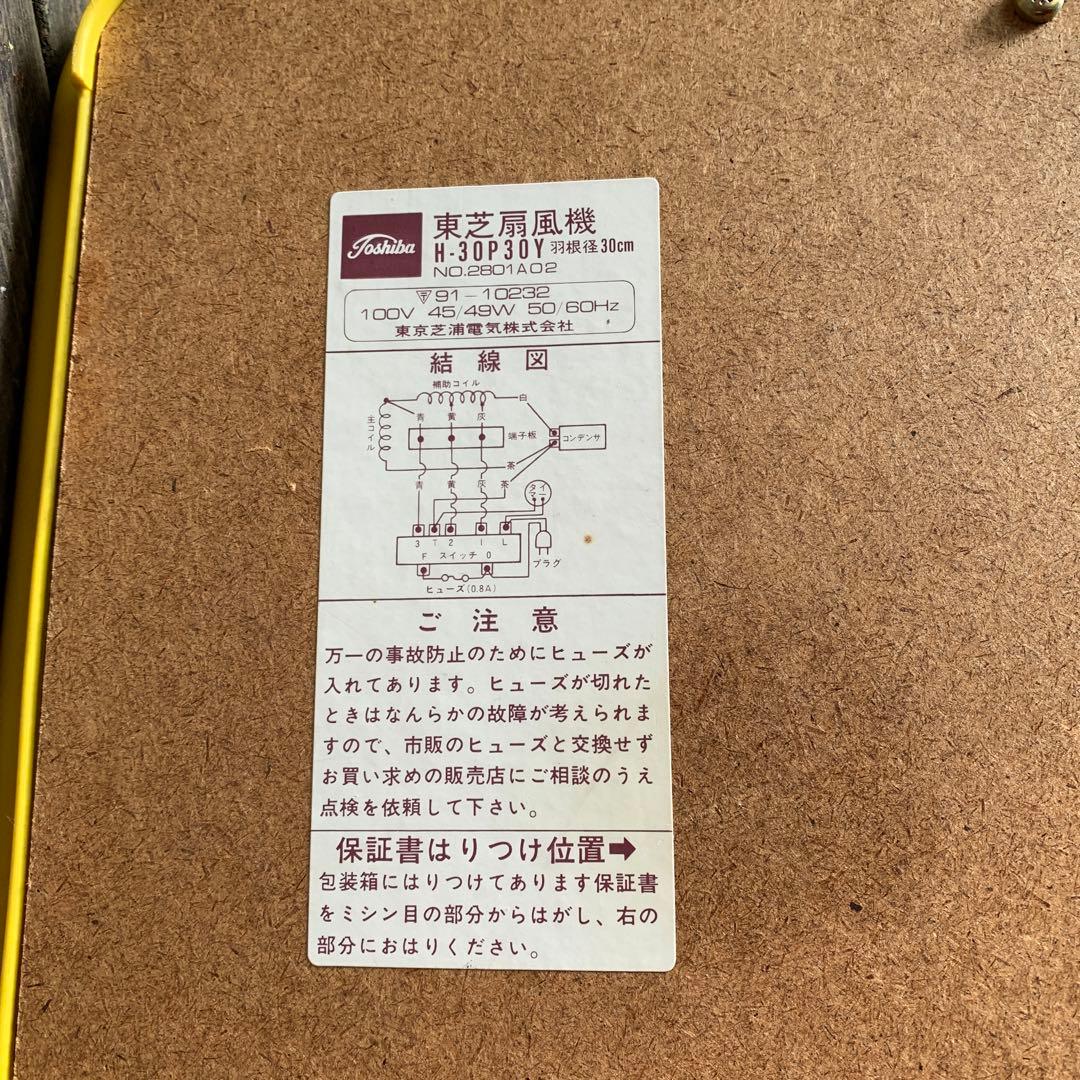 Toshiba
東芝扇風機
H-30P30Y 羽根径30cm
NO.2801A02
91-10232
100V 45/49W 50/60Hz
東京芝浦電気株式会社
結線図
補助コイル
白
主コイル
青 黄 灰
端子板
コンデンサ
茶
青 黄 灰 茶
タイマー
3 T 2 1 L
F スイッチ 0
プラグ
ヒューズ(0.8A)
ご注意
万一の事故防止のためにヒューズが
入れてあります。ヒューズが切れた
ときはなんらかの故障が考えられま
すので、市販のヒューズと交換せず
お買い求めの販売店にご相談のうえ
点検を依頼して下さい。
保証書はりつけ位置➡
包装箱にはりつけてあります保証書
をミシン目の部分からはがし、右の
部分におはりください。